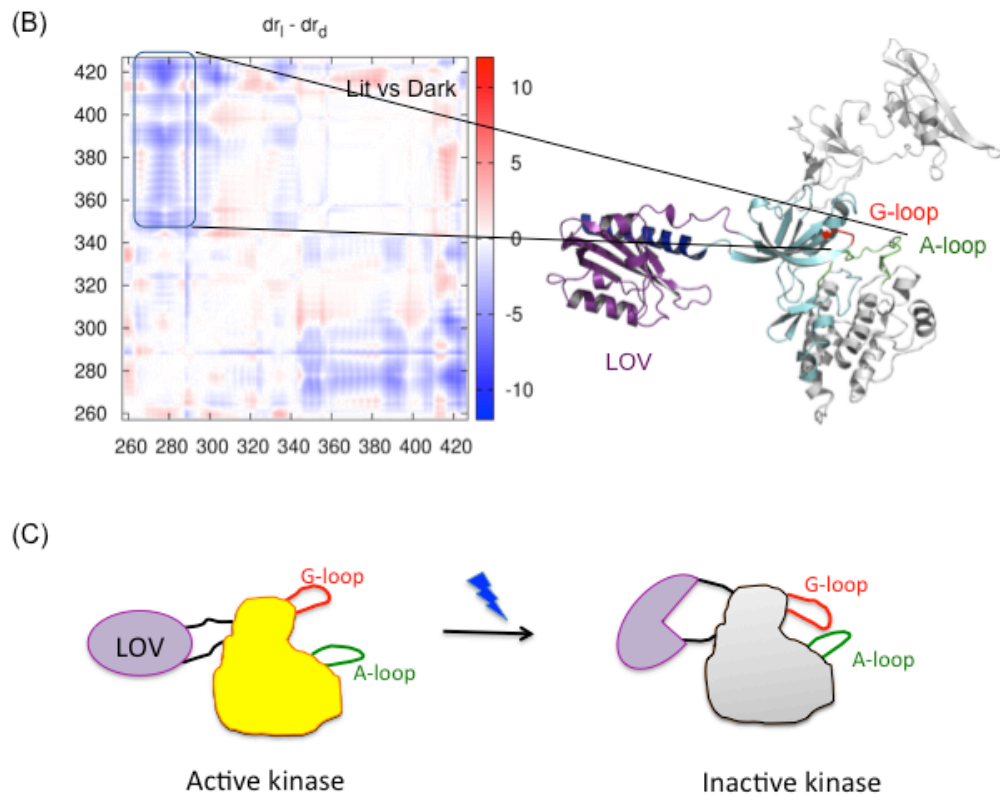 (B)
dr_l - dr_d
Lit vs Dark
420
400
380
360
340
320
300
280
260
260 280 300 320 340 360 380 400 420
10
5
0
-5
-10
G-loop
A-loop
LOV
(C)
G-loop
LOV
A-loop
Active kinase
G-loop
A-loop
Inactive kinase